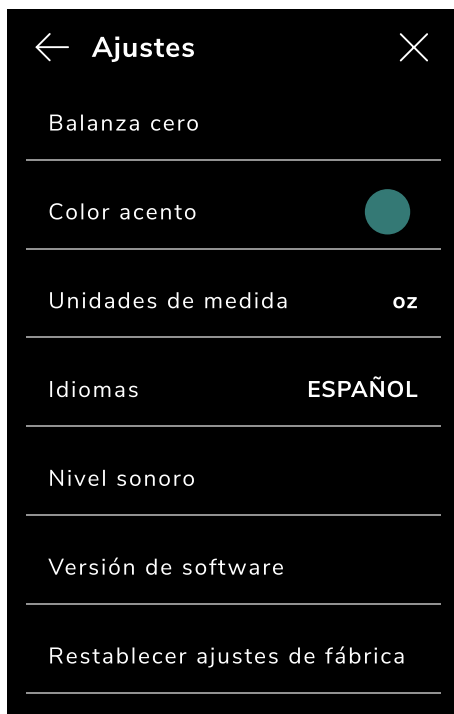 Ajustes
Balanza cero
Color acento
Unidades de medida oz
Idiomas ESPAÑOL
Nivel sonoro
Versión de software
Restablecer ajustes de fábrica